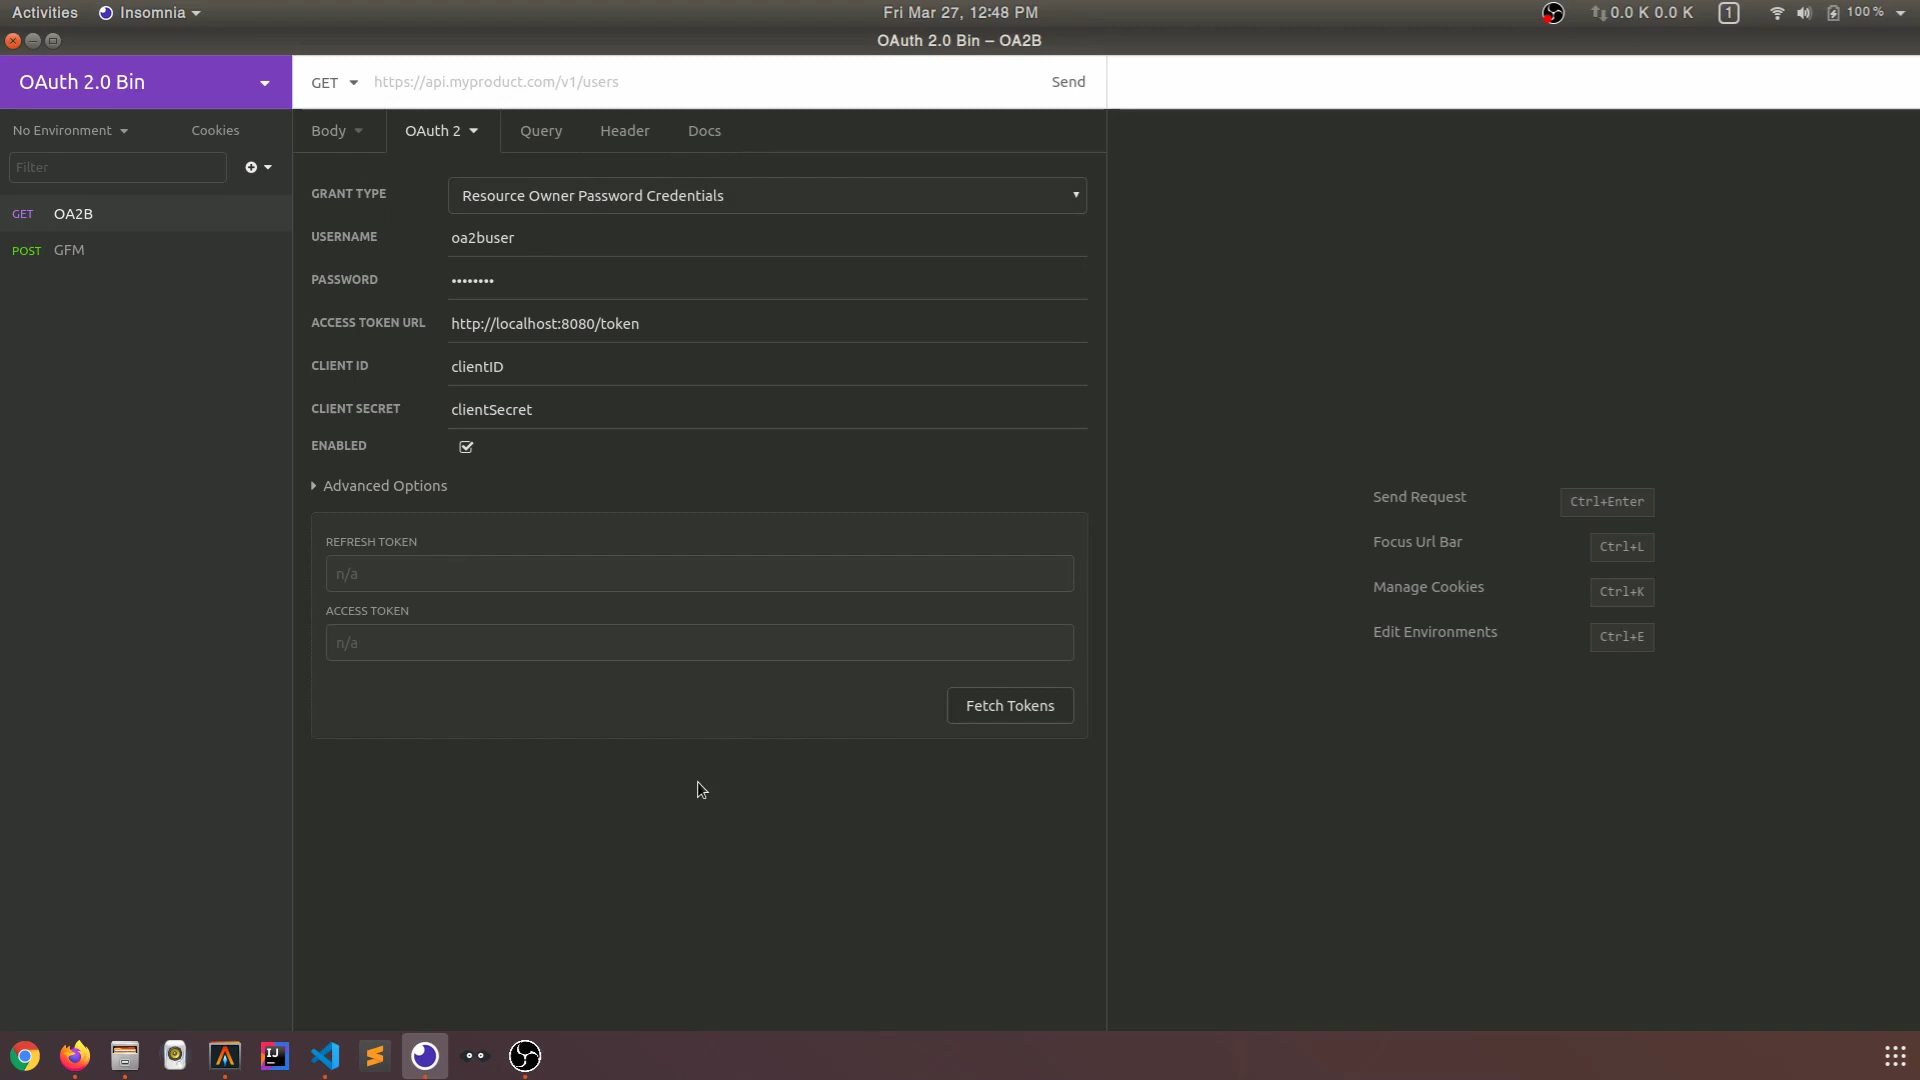 Activities Insomnia Fri Mar 27, 12:48 PM 0.0 K 0.0 K 1 100 %
OAuth 2.0 Bin – OA2B
OAuth 2.0 Bin GET https://api.myproduct.com/v1/users Send
No Environment Cookies Body OAuth 2 Query Header Docs
Filter
GET OA2B
POST GFM
GRANT TYPE Resource Owner Password Credentials
USERNAME oa2buser
PASSWORD ••••••••
ACCESS TOKEN URL http://localhost:8080/token
CLIENT ID clientID
CLIENT SECRET clientSecret
ENABLED
Advanced Options
REFRESH TOKEN
n/a
ACCESS TOKEN
n/a
Fetch Tokens
Send Request Ctrl+Enter
Focus Url Bar Ctrl+L
Manage Cookies Ctrl+K
Edit Environments Ctrl+E
IJ